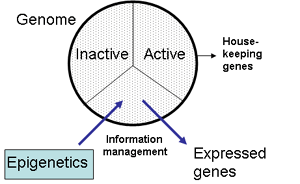 Genome
Inactive Active
House-
keeping
genes
Information
management
Epigenetics
Expressed
genes